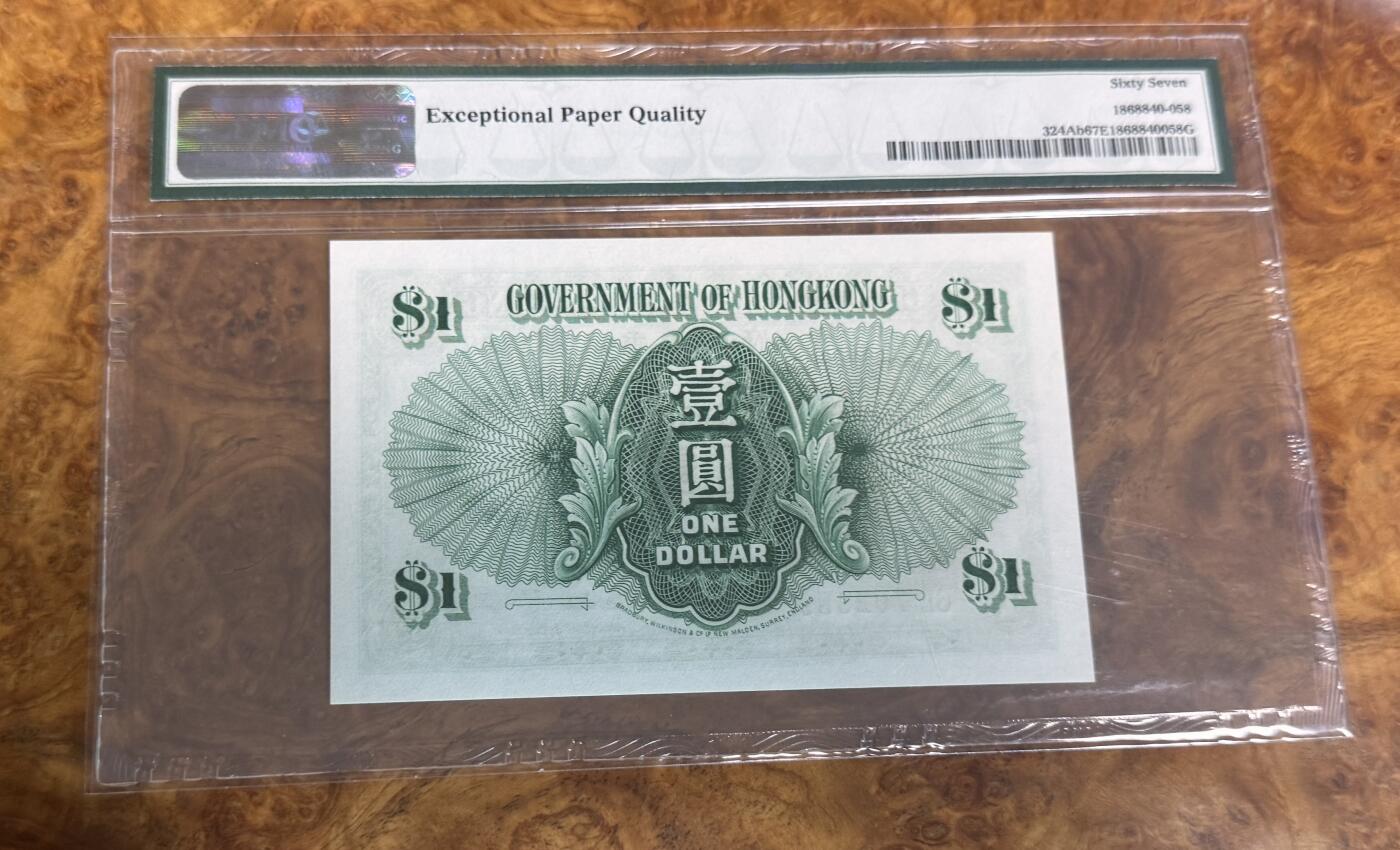 Exceptional Paper Quality
Sixty Seven
1868840-058
324Ab67E1868840058G
$1
GOVERNMENT OF HONGKONG
$1
壹
圓
ONE
DOLLAR
$1
$1
BRADBURY, WILKINSON & Co Ld NEW MALDEN, SURREY, ENGLAND